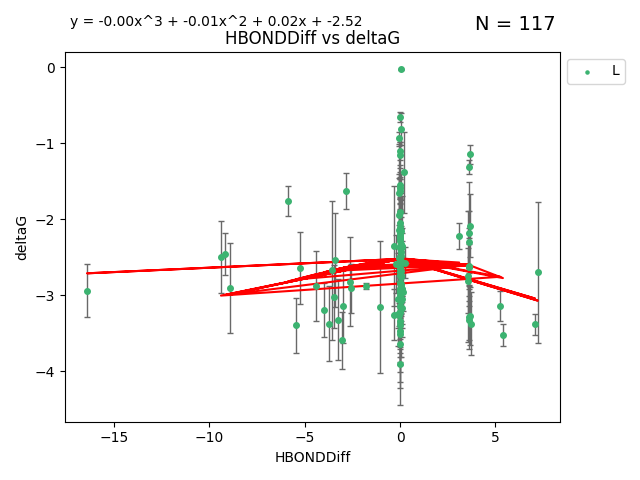 y = -0.00x^3 + -0.01x^2 + 0.02x + -2.52
N = 117
HBONDDiff vs deltaG
L
0
−1
−2
−3
−4
deltaG
−15
−10
−5
0
5
HBONDDiff